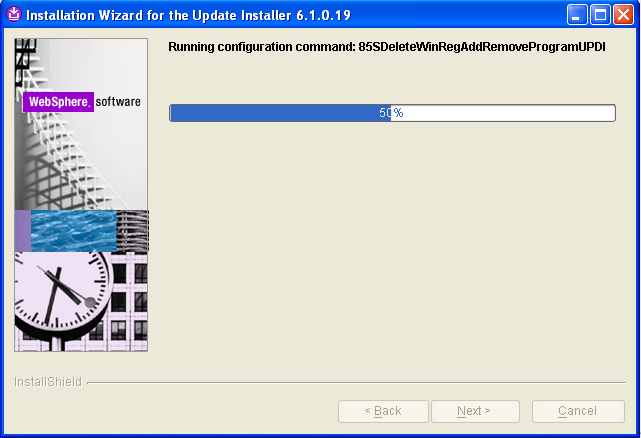 Installation Wizard for the Update Installer 6.1.0.19
Running configuration command: 85SDeleteWinRegAddRemoveProgramUPDI
WebSphere. software
50%
InstallShield
< Back
Next >
Cancel